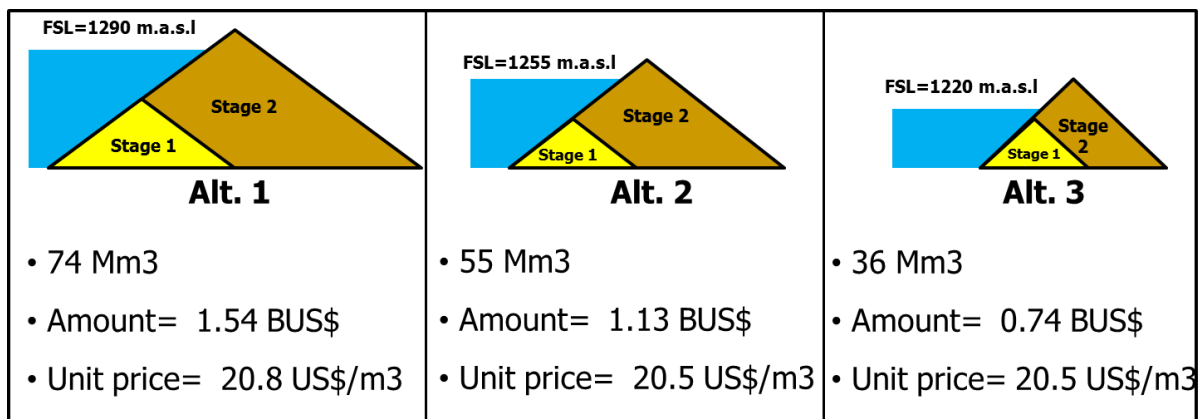 FSL=1290 m.a.s.l
Stage 2
Stage 1
Alt. 1
• 74 Mm3
• Amount=  1.54 BUS$
• Unit price=  20.8 US$/m3
FSL=1255 m.a.s.l
Stage 2
Stage 1
Alt. 2
• 55 Mm3
• Amount=  1.13 BUS$
• Unit price=  20.5 US$/m3
FSL=1220 m.a.s.l
Stage
2
Stage 1
Alt. 3
• 36 Mm3
• Amount=  0.74 BUS$
• Unit price=  20.5 US$/m3